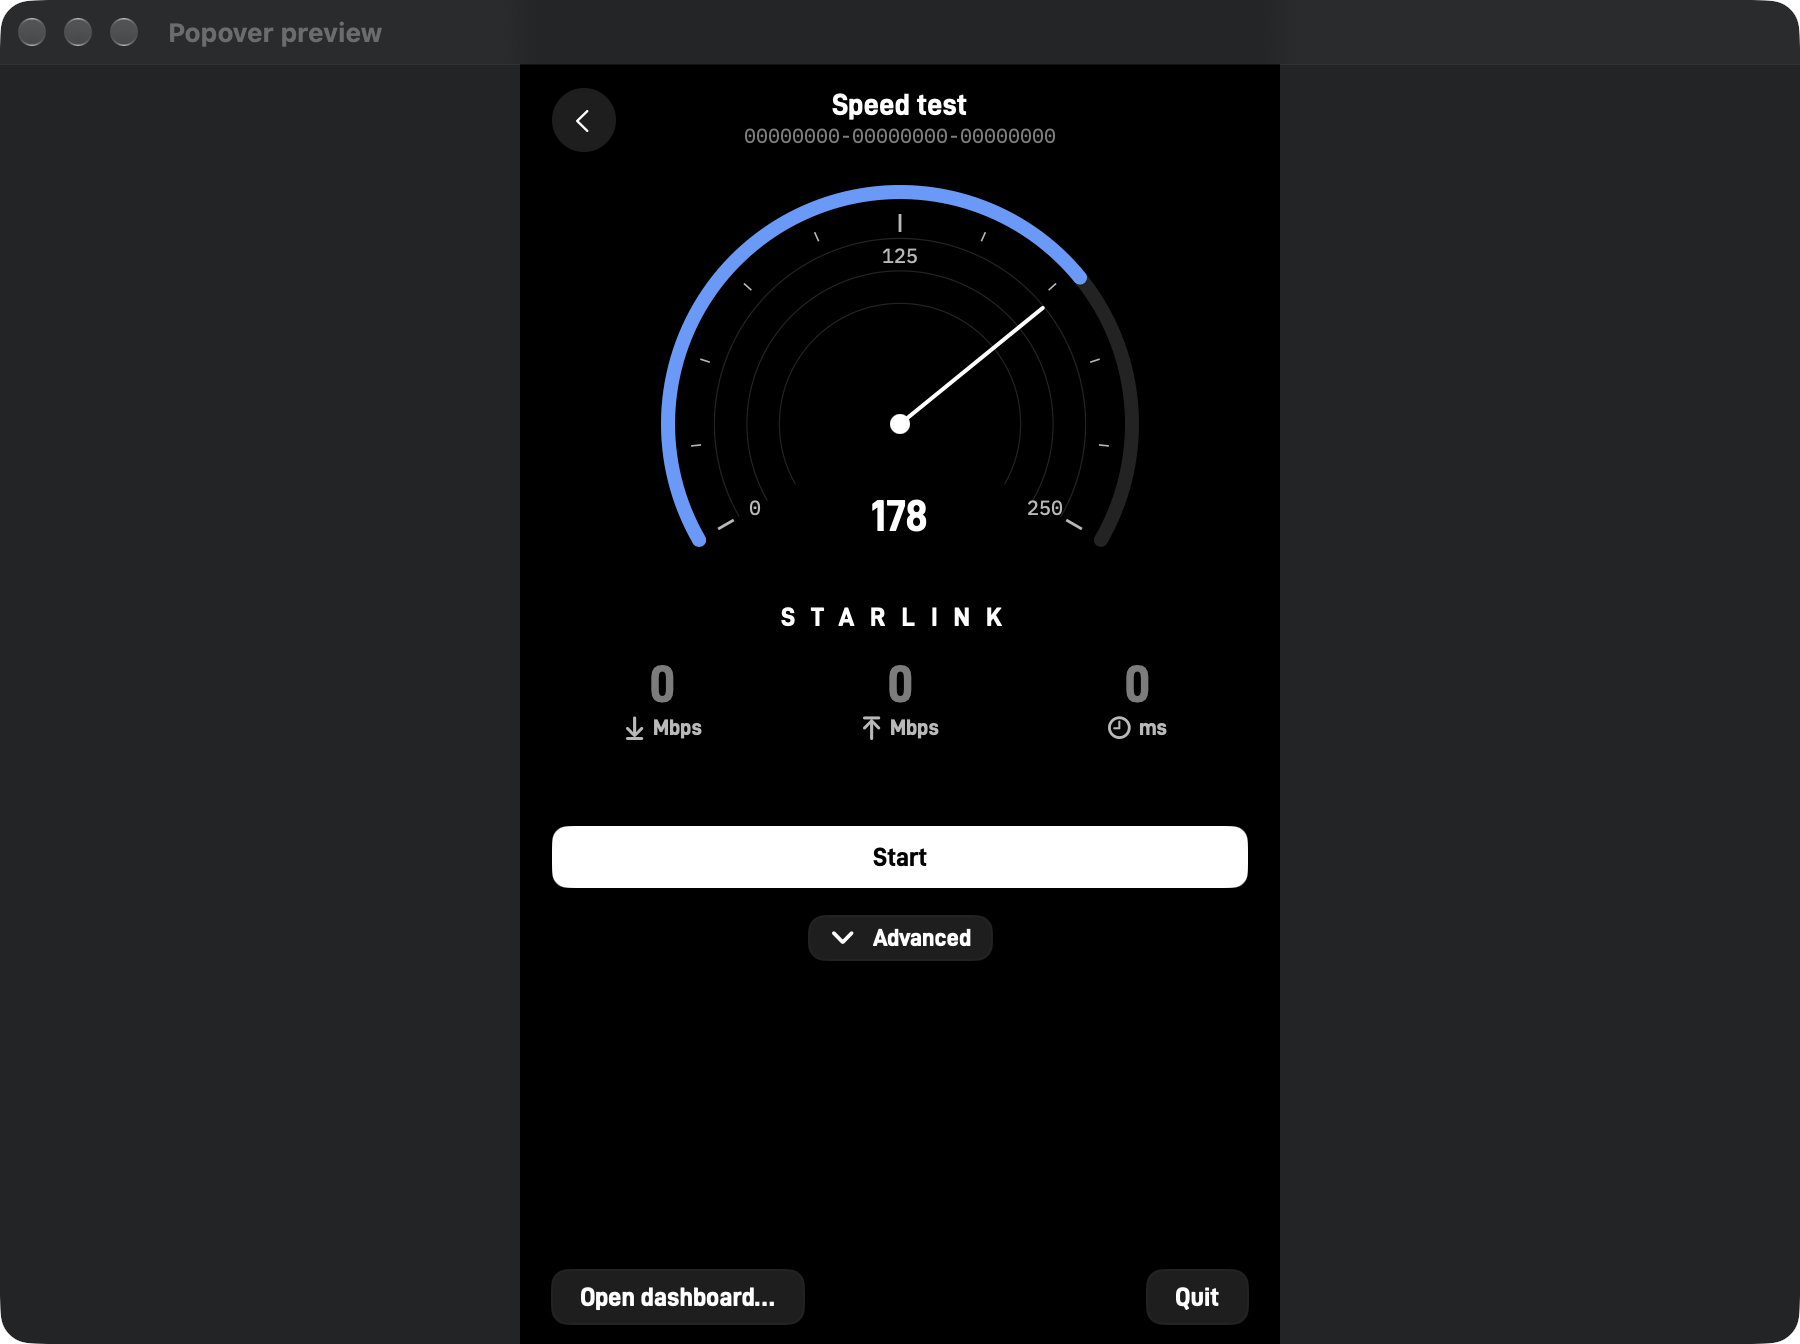 Popover preview
Speed test
00000000-00000000-00000000
125
0
178
250
STARLINK
0
0
0
Mbps
Mbps
ms
Start
Advanced
Open dashboard...
Quit